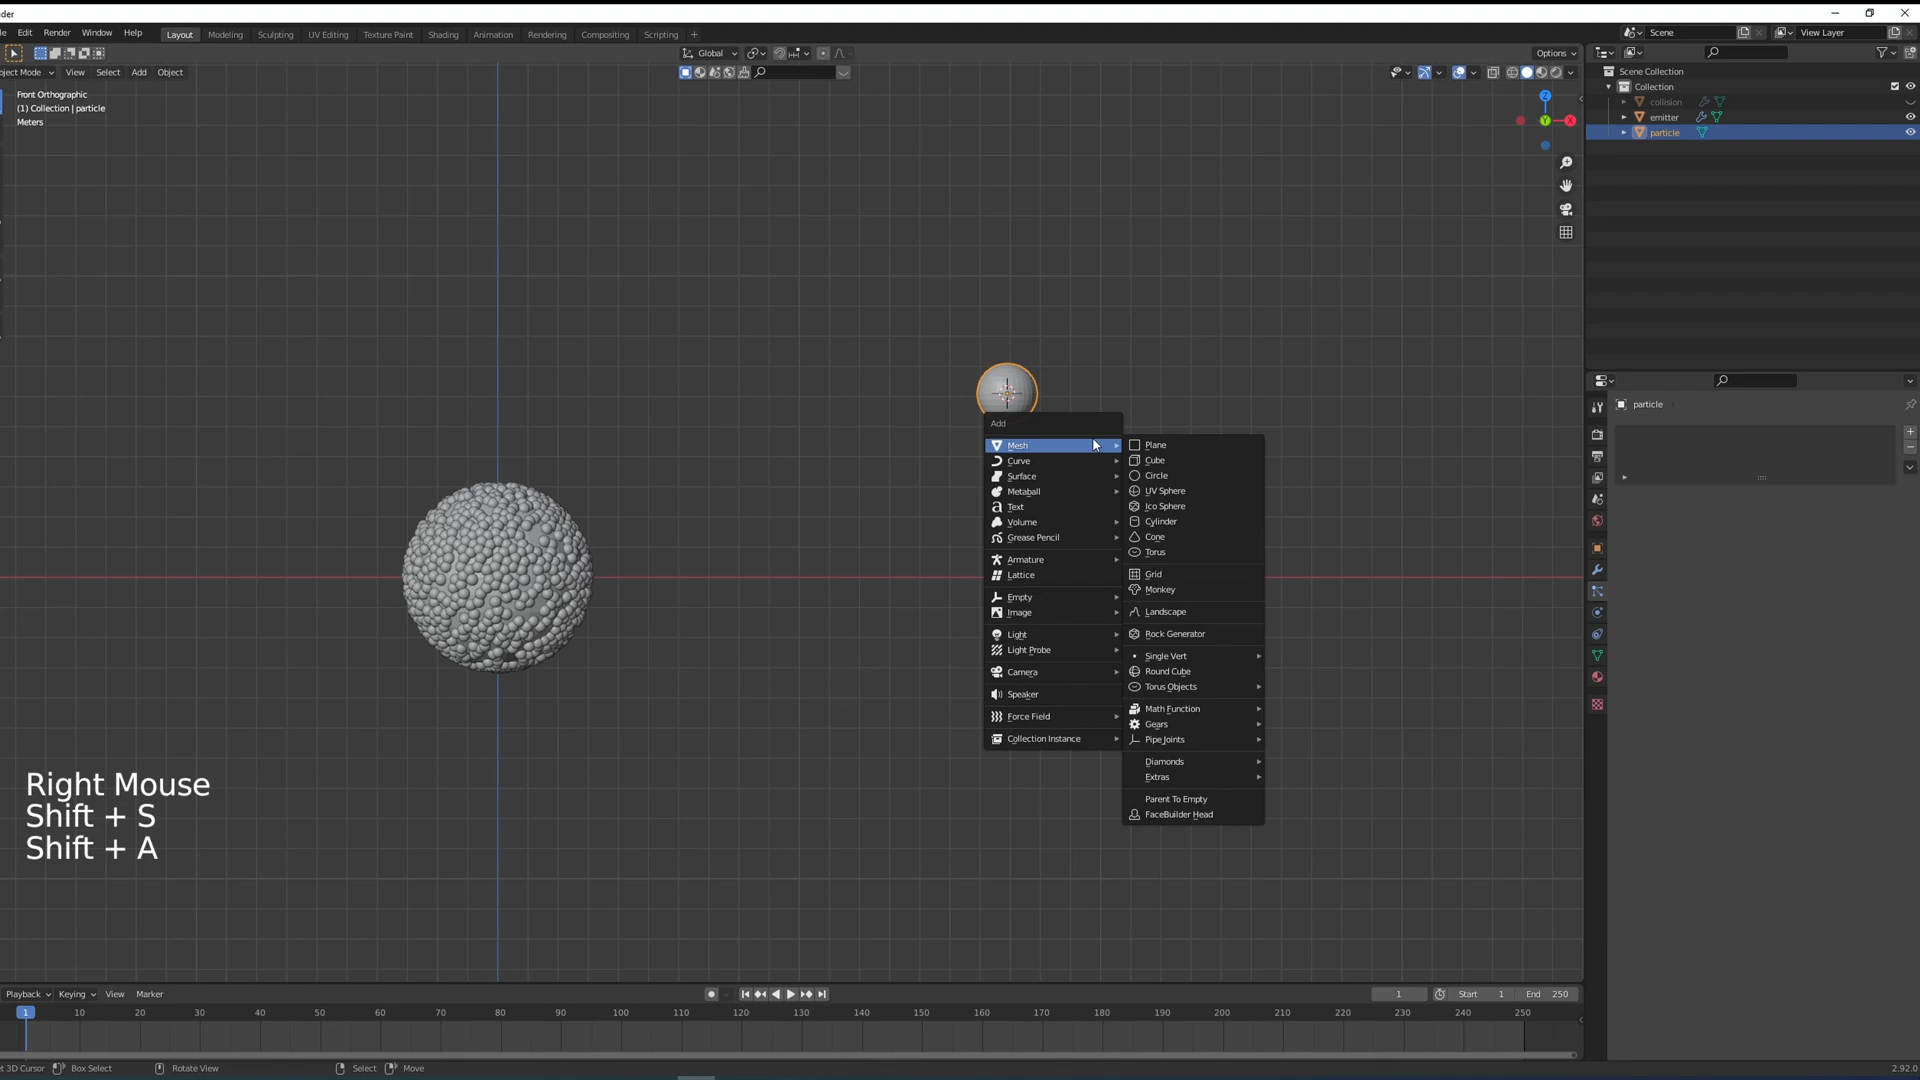 der
le Edit Render Window Help Layout Modeling Sculpting UV Editing Texture Paint Shading Animation Rendering Compositing Scripting + Scene View Layer
Global Options
bject Mode View Select Add Object
Front Orthographic
(1) Collection | particle
Meters
Z
Y
X
Scene Collection
Collection
collision
emitter
particle
particle
Add
Mesh
Curve
Surface
Metaball
Text
Volume
Grease Pencil
Armature
Lattice
Empty
Image
Light
Light Probe
Camera
Speaker
Force Field
Collection Instance
Plane
Cube
Circle
UV Sphere
Ico Sphere
Cylinder
Cone
Torus
Grid
Monkey
Landscape
Rock Generator
Single Vert
Round Cube
Torus Objects
Math Function
Gears
Pipe Joints
Diamonds
Extras
Parent To Empty
FaceBuilder Head
Right Mouse
Shift + S
Shift + A
Playback Keying View Marker 1 Start 1 End 250
1 10 20 30 40 50 60 70 80 90 100 110 120 130 140 150 160 170 180 190 200 210 220 230 240 250
t 3D Cursor Box Select Rotate View Select Move 2.92.0